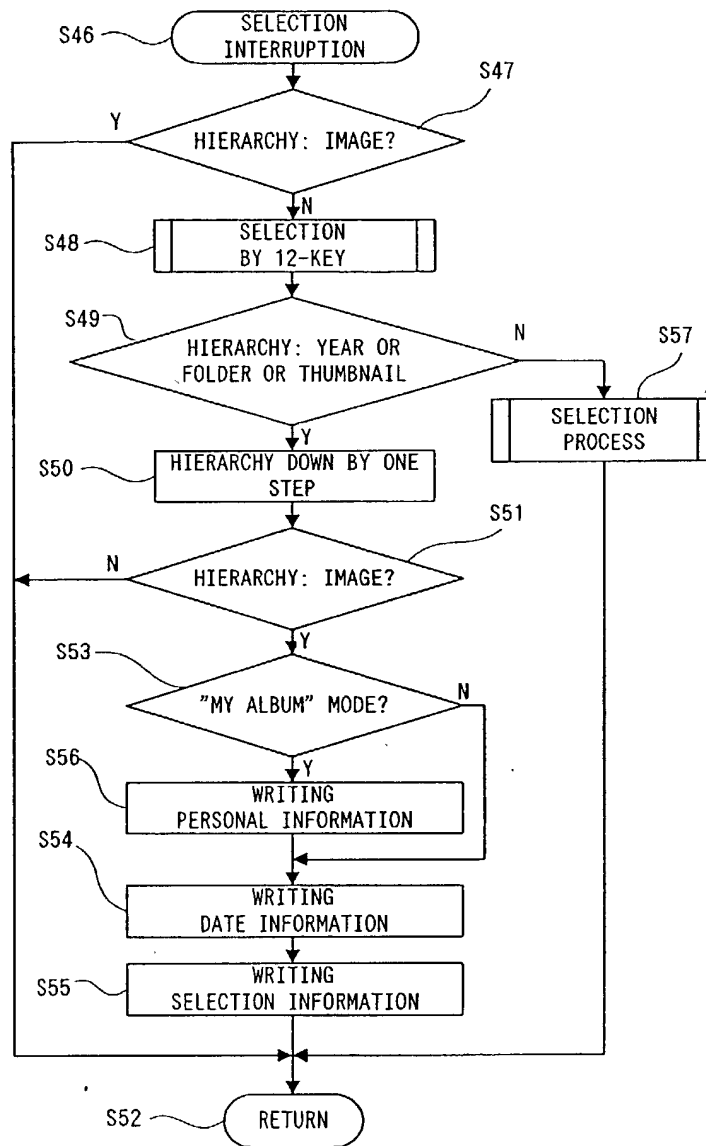 S46
SELECTION
INTERRUPTION
S47
Y
HIERARCHY: IMAGE?
N
S48
SELECTION
BY 12-KEY
S49
N
HIERARCHY: YEAR OR
FOLDER OR THUMBNAIL
S57
Y
SELECTION
PROCESS
S50
HIERARCHY DOWN BY ONE
STEP
S51
N
HIERARCHY: IMAGE?
Y
S53
N
"MY ALBUM" MODE?
S56
Y
WRITING
PERSONAL INFORMATION
S54
WRITING
DATE INFORMATION
S55
WRITING
SELECTION INFORMATION
S52
RETURN